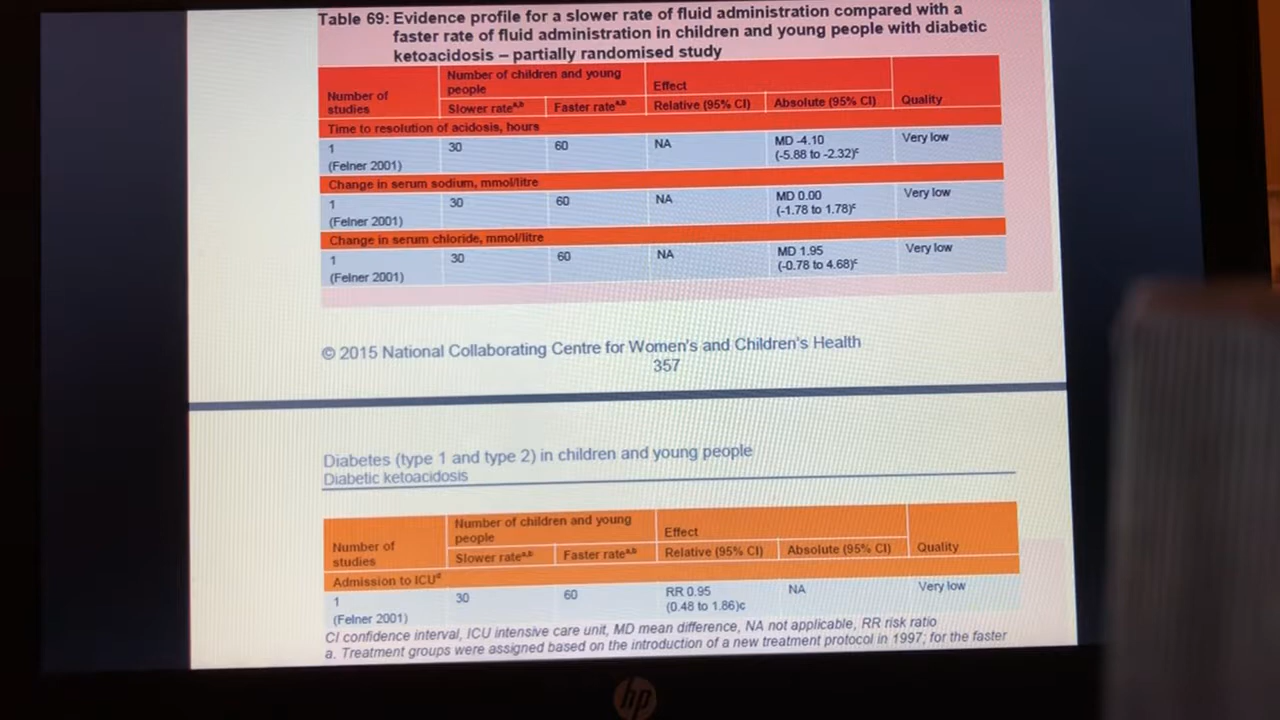 Table 69: Evidence profile for a slower rate of fluid administration compared with a
faster rate of fluid administration in children and young people with diabetic
ketoacidosis – partially randomised study
Number of studies
Number of children and young people
Effect
Quality
Slower rateᵃ,ᵇ
Faster rateᵃ,ᵇ
Relative (95% CI)
Absolute (95% CI)
Time to resolution of acidosis, hours
1
(Felner 2001)
30
60
NA
MD -4.10
(-5.88 to -2.32)ᶜ
Very low
Change in serum sodium, mmol/litre
1
(Felner 2001)
30
60
NA
MD 0.00
(-1.78 to 1.78)ᶜ
Very low
Change in serum chloride, mmol/litre
1
(Felner 2001)
30
60
NA
MD 1.95
(-0.78 to 4.68)ᶜ
Very low
© 2015 National Collaborating Centre for Women's and Children's Health
357
Diabetes (type 1 and type 2) in children and young people
Diabetic ketoacidosis
Number of studies
Number of children and young people
Effect
Quality
Slower rateᵃ,ᵇ
Faster rateᵃ,ᵇ
Relative (95% CI)
Absolute (95% CI)
Admission to ICUᵈ
1
(Felner 2001)
30
60
RR 0.95
(0.48 to 1.86)c
NA
Very low
CI confidence interval, ICU intensive care unit, MD mean difference, NA not applicable, RR risk ratio
a. Treatment groups were assigned based on the introduction of a new treatment protocol in 1997; for the faster
hp